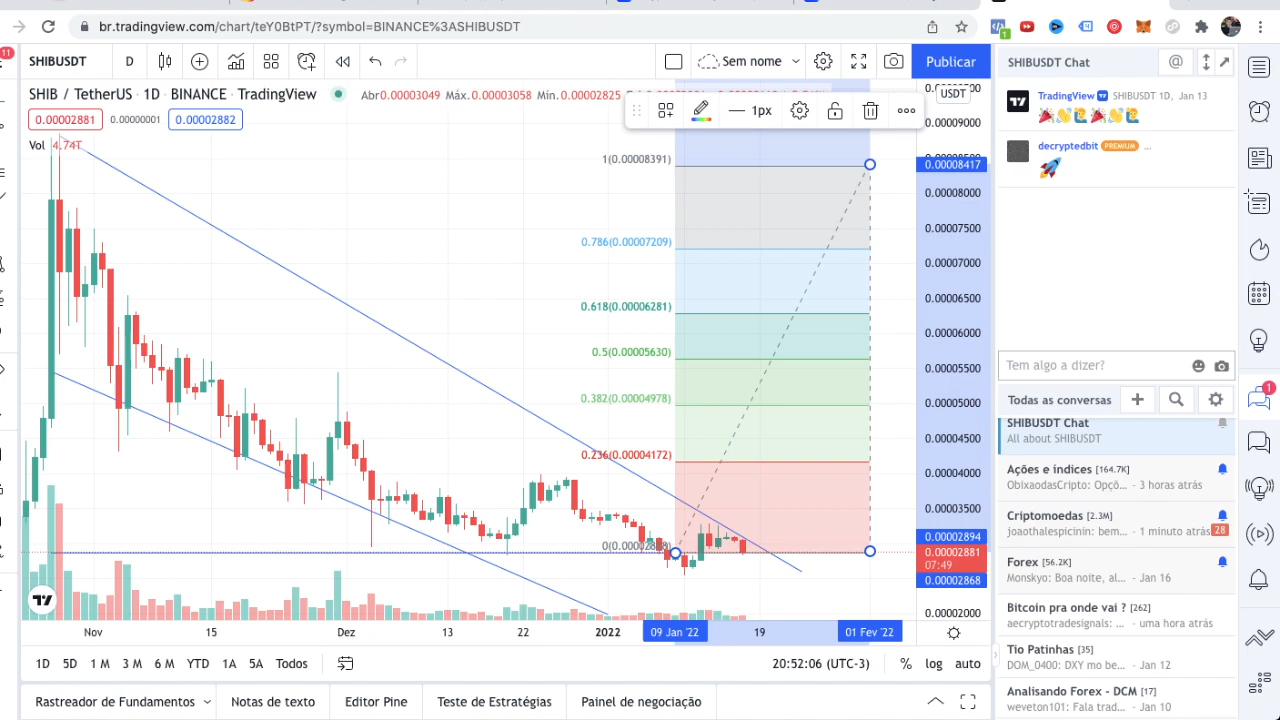 11
br.tradingview.com/chart/teY0BtPT/?symbol=BINANCE%3ASHIBUSDT
1
SHIBUSDT
D
Sem nome
Publicar
SHIB / TetherUS · 1D · BINANCE · TradingView
Abr0.00003049 Máx.0.00003058 Mín.0.00002825
0.00002881
0.00000001
0.00002882
Vol 4.74T
1px
USDT
1(0.00008391)
0.786(0.00007209)
0.618(0.00006281)
0.5(0.00005630)
0.382(0.00004978)
0.236(0.00004172)
0.00009000
0.00008417
0.00008000
0.00007500
0.00007000
0.00006500
0.00006000
0.00005500
0.00005000
0.00004500
0.00004000
0.00003500
0.00002894
0.00002881
07:49
0.00002868
0.00002000
Nov
15
Dez
13
22
2022
09 Jan '22
19
01 Fev '22
1D
5D
1 M
3 M
6 M
YTD
1A
5A
Todos
20:52:06 (UTC-3)
%
log
auto
Rastreador de Fundamentos
Notas de texto
Editor Pine
Teste de Estratégias
Painel de negociação
SHIBUSDT Chat
@
TradingView SHIBUSDT 1D, Jan 13
decryptedbit PREMIUM ...
Tem algo a dizer?
Todas as conversas
1
SHIBUSDT Chat
All about SHIBUSDT
Ações e índices [164.7K]
ObixaodasCripto: Opçõ... - 3 horas atrás
Criptomoedas [2.3M]
joaothalespicinin: bem... - 1 minuto atrás
28
Forex [56.2K]
Monskyo: Boa noite, al... - Jan 16
Bitcoin pra onde vai ? [262]
aecryptotradesignals: ... - uma hora atrás
Tio Patinhas [35]
DOM_0400: DXY mo be... - Jan 12
Analisando Forex - DCM [17]
weveton101: Fala trad... - Jan 10